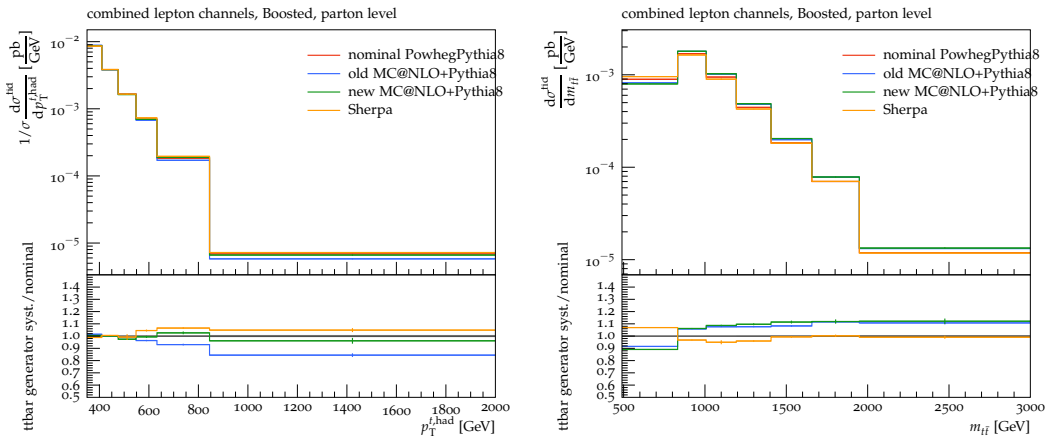 combined lepton channels, Boosted, parton level
1/σ dσ^tid/dp_T^{t,had} [pb/GeV]
10^−2
10^−3
10^−4
10^−5
nominal PowhegPythia8
old MC@NLO+Pythia8
new MC@NLO+Pythia8
Sherpa
ttbar generator syst./nominal
1.4
1.3
1.2
1.1
1.0
0.9
0.8
0.7
0.6
0.5
400 600 800 1000 1200 1400 1600 1800 2000
p_T^{t,had} [GeV]
combined lepton channels, Boosted, parton level
dσ^tid/dm_{tt̄} [pb/GeV]
10^−3
10^−4
10^−5
nominal PowhegPythia8
old MC@NLO+Pythia8
new MC@NLO+Pythia8
Sherpa
ttbar generator syst./nominal
1.4
1.3
1.2
1.1
1.0
0.9
0.8
0.7
0.6
0.5
500 1000 1500 2000 2500 3000
m_{tt̄} [GeV]